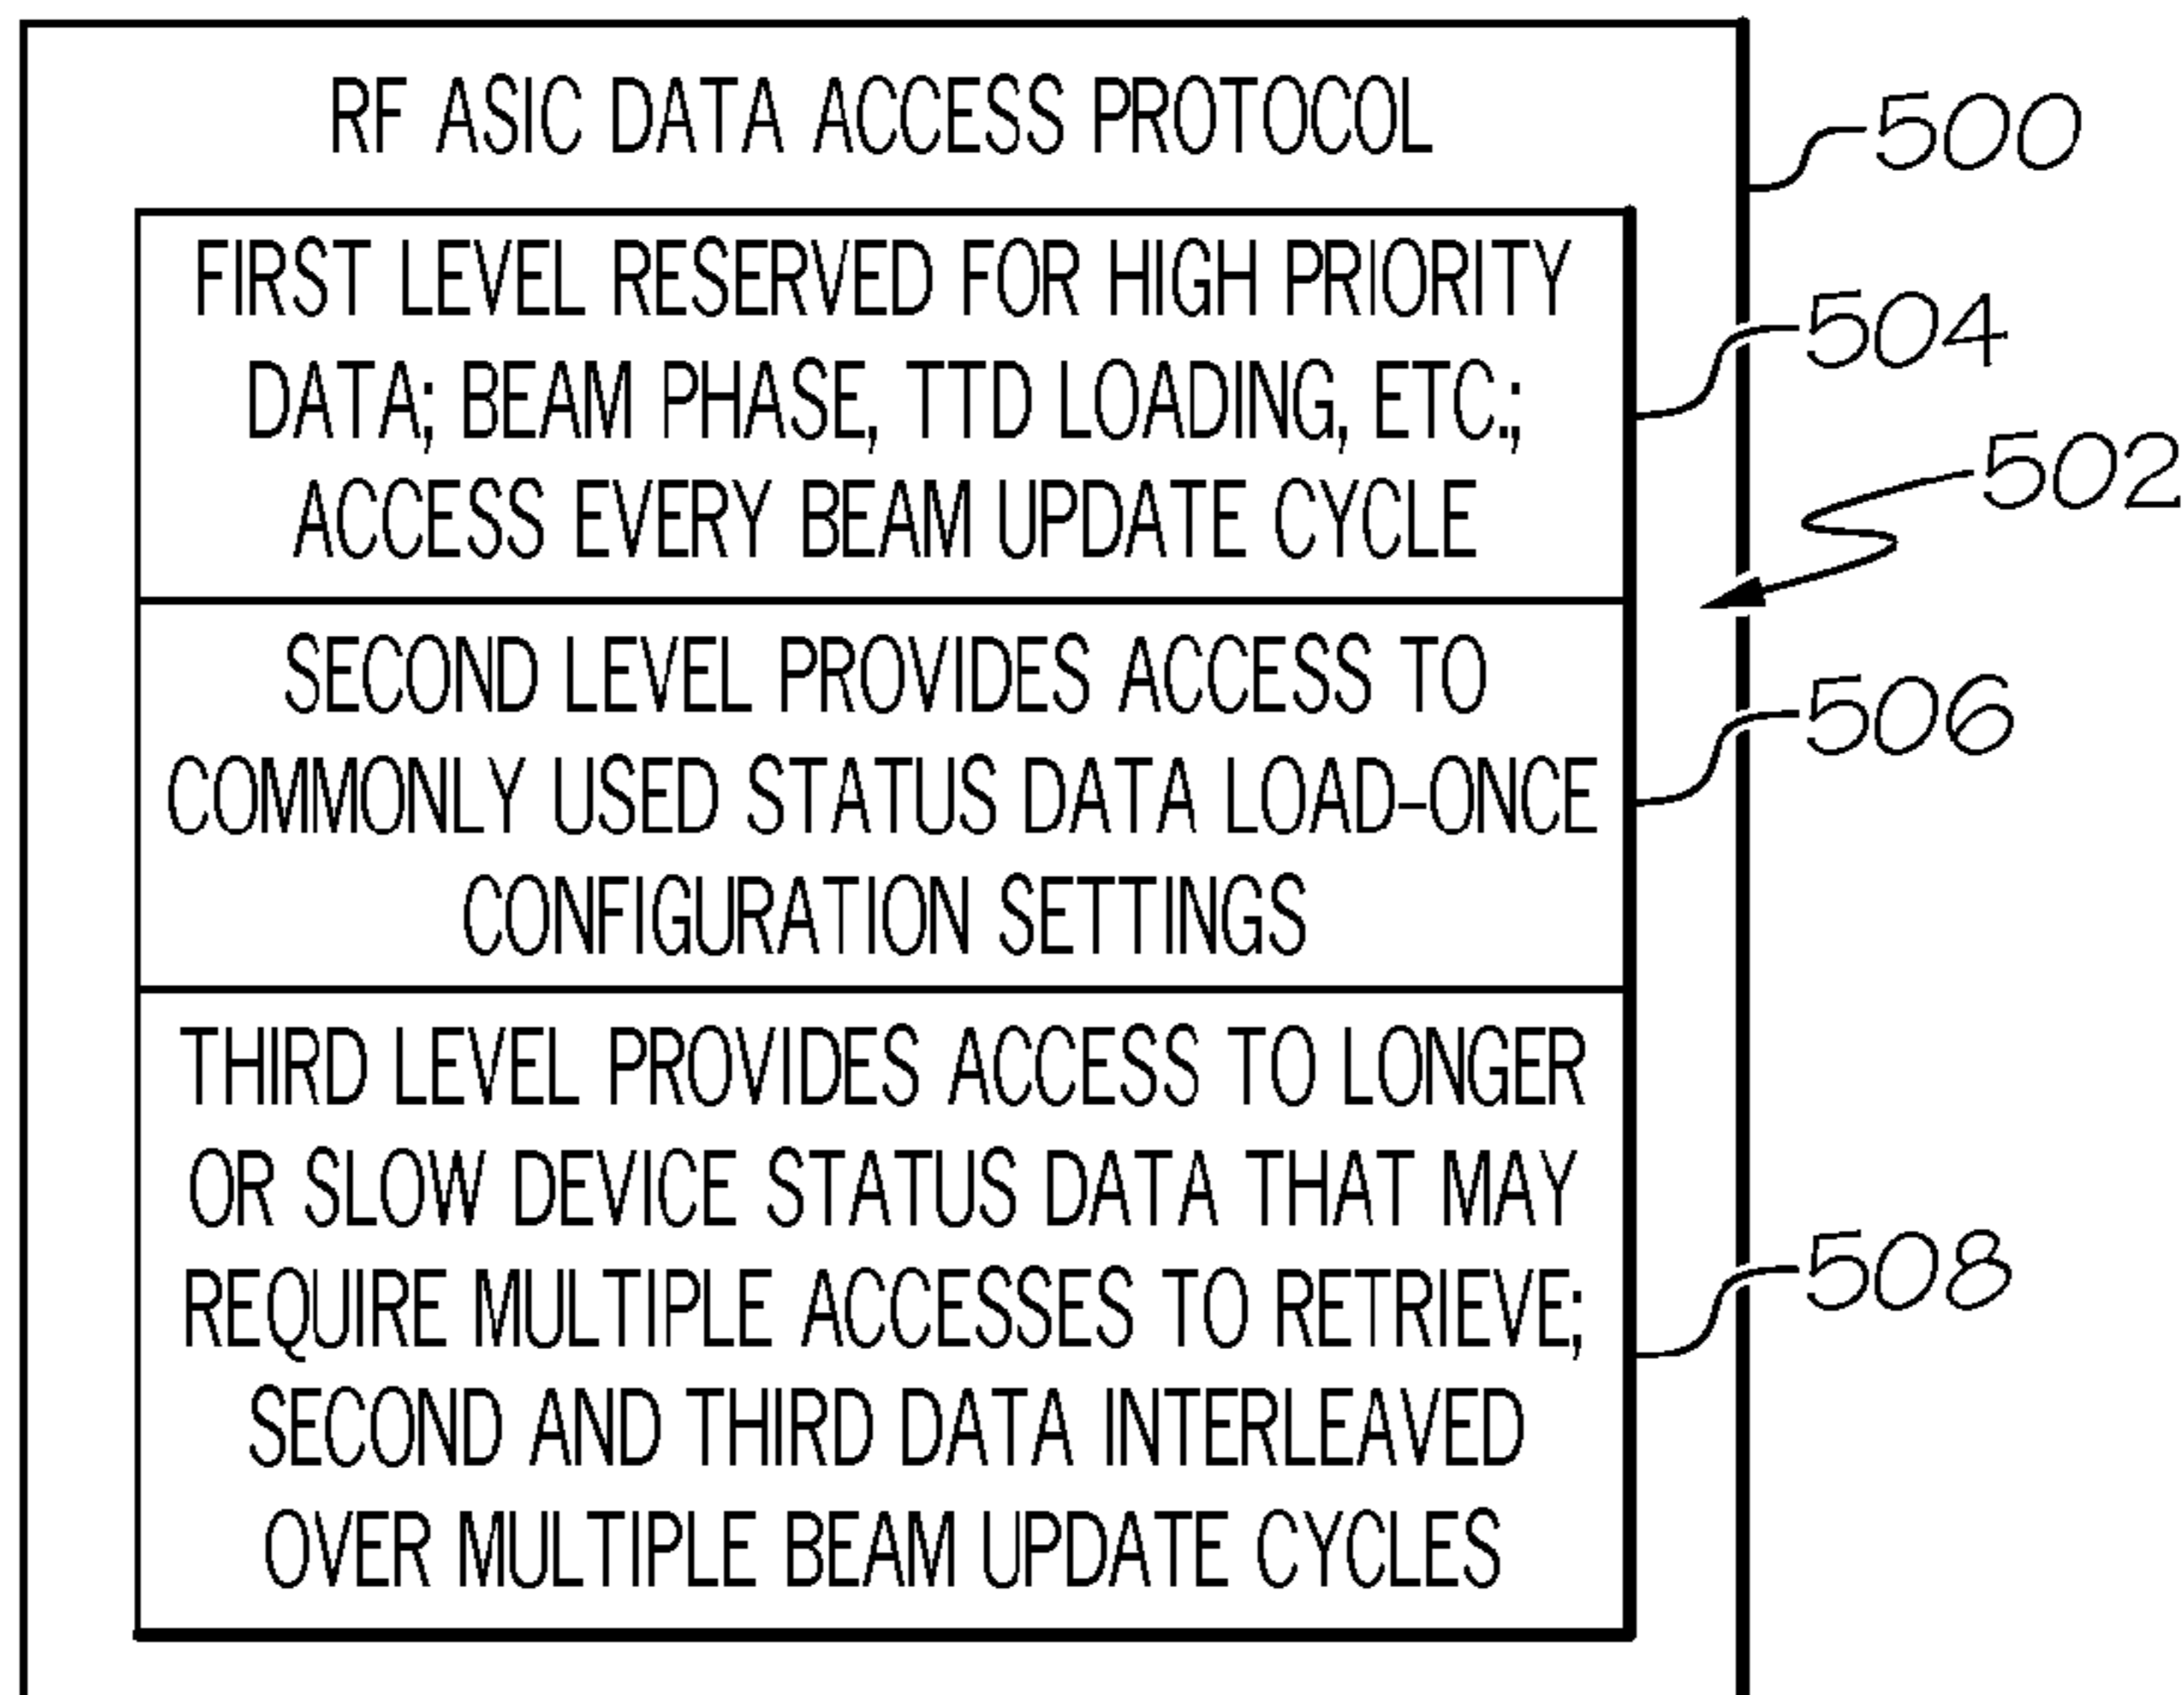 RF ASIC DATA ACCESS PROTOCOL
500
FIRST LEVEL RESERVED FOR HIGH PRIORITY
DATA; BEAM PHASE, TTD LOADING, ETC.;
ACCESS EVERY BEAM UPDATE CYCLE
504
502
SECOND LEVEL PROVIDES ACCESS TO
COMMONLY USED STATUS DATA LOAD-ONCE
CONFIGURATION SETTINGS
506
THIRD LEVEL PROVIDES ACCESS TO LONGER
OR SLOW DEVICE STATUS DATA THAT MAY
REQUIRE MULTIPLE ACCESSES TO RETRIEVE;
SECOND AND THIRD DATA INTERLEAVED
OVER MULTIPLE BEAM UPDATE CYCLES
508